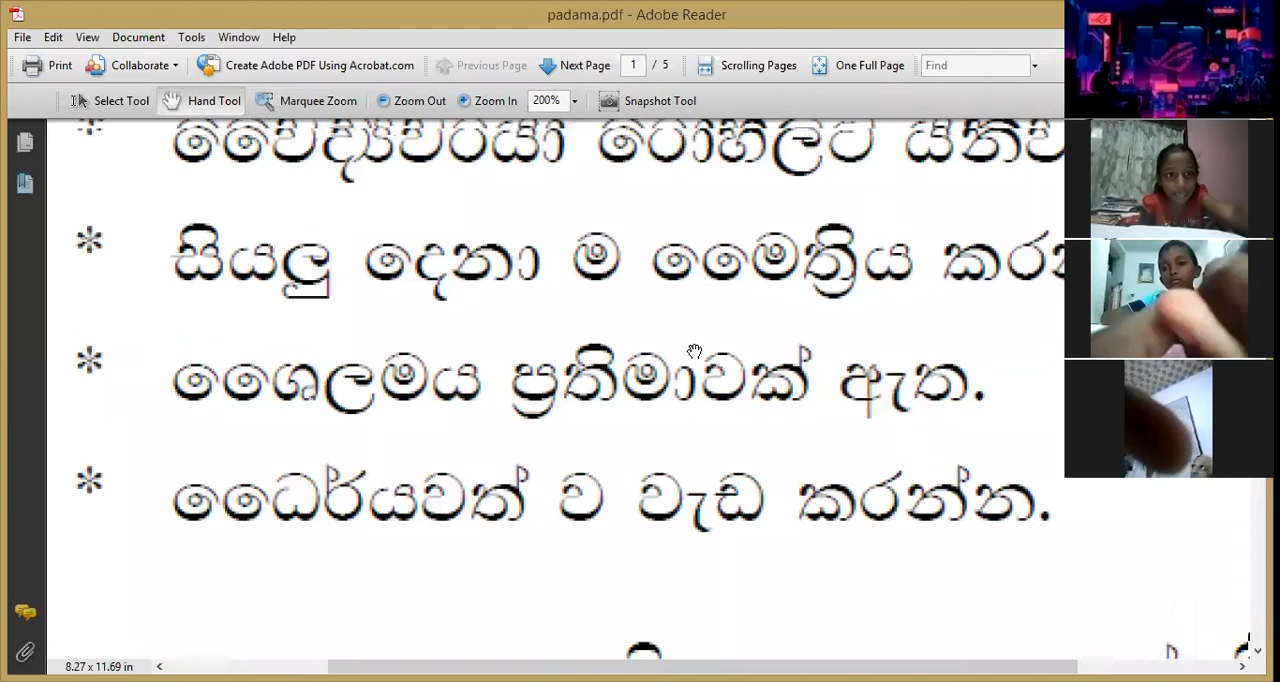 padama.pdf - Adobe Reader
File Edit View Document Tools Window Help
Print Collaborate Create Adobe PDF Using Acrobat.com Previous Page Next Page 1 / 5 Scrolling Pages One Full Page Find
Select Tool Hand Tool Marquee Zoom Zoom Out Zoom In 200% Snapshot Tool
* වෛද්‍යවරයා රෝහලට
* සියලු දෙනා ම මෛත්‍රිය
* ශෛලමය ප්‍රතිමාවක් ඇත.
* ධෛර්යවත් ව වැඩ කරන්න.
8.27 x 11.69 in